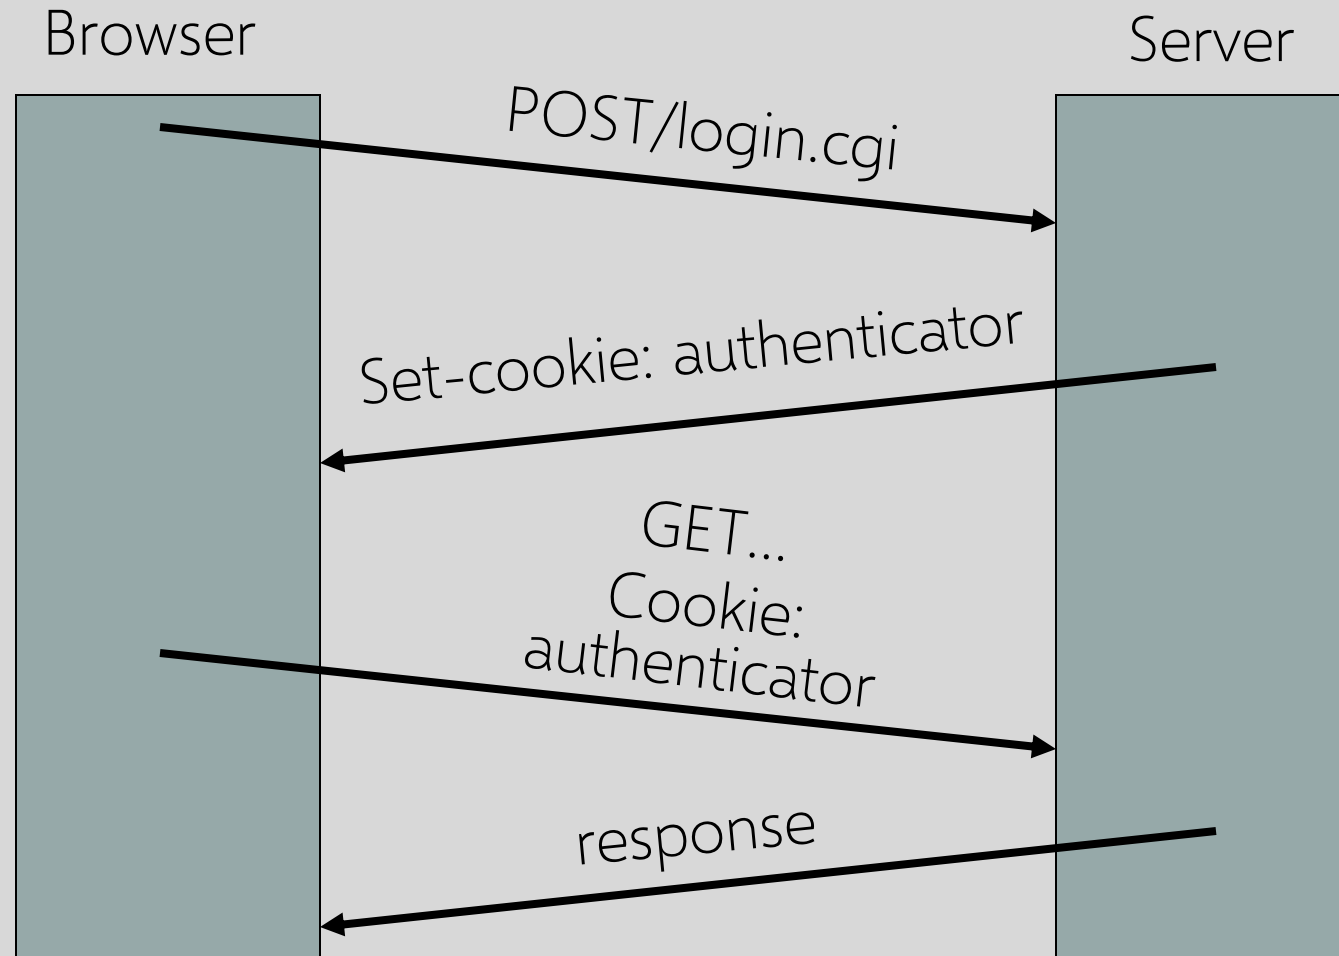 Browser
Server
POST/login.cgi
Set-cookie: authenticator
GET...
Cookie:
authenticator
response